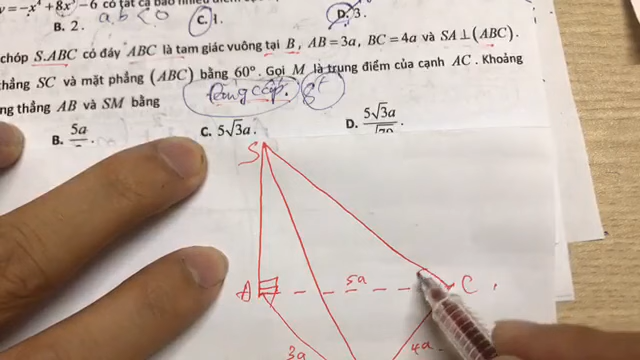 y = −x⁴ + 8x³ − 6 có tất cả bao nhiêu điểm
a, b < 0
B. 2. C. 1. D. 3.
chóp S.ABC có đáy ABC là tam giác vuông tại B, AB = 3a, BC = 4a và SA ⊥ (ABC).
thẳng SC và mặt phẳng (ABC) bằng 60°. Gọi M là trung điểm của cạnh AC. Khoảng
ng thẳng AB và SM bằng
B. 5a C. 5√3a. D. 5√3a/√79.
S
A 5a C
3a 4a